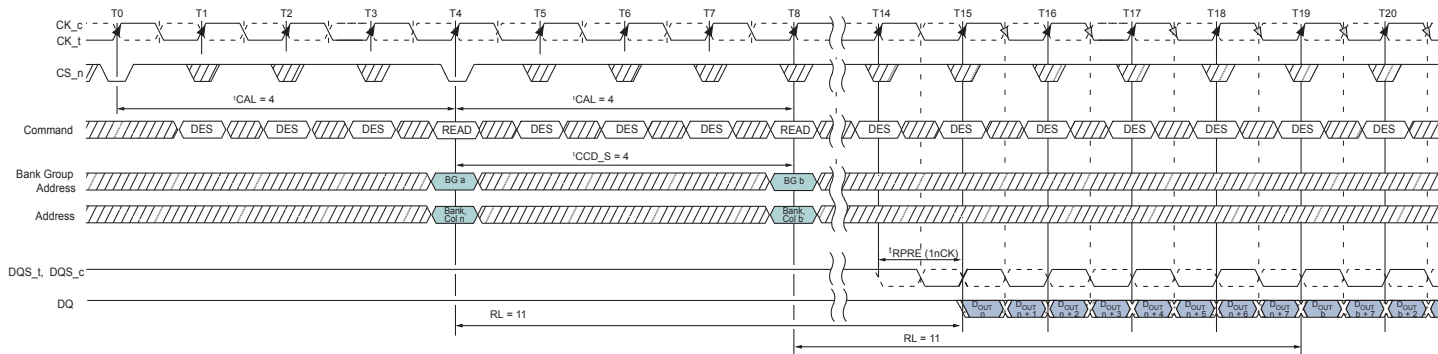 T0 T1 T2 T3 T4 T5 T6 T7 T8 T14 T15 T16 T17 T18 T19 T20
CK_c
CK_t
CS_n
tCAL = 4 tCAL = 4
Command DES DES DES READ DES DES DES READ DES DES DES DES DES DES DES
tCCD_S = 4
Bank Group
Address
BG a BG b
Address
Bank,
Col n
Bank,
Col b
tRPRE (1nCK)
DQS_t, DQS_c
DQ
DOUT n DOUT n + 1 DOUT n + 2 DOUT n + 3 DOUT n + 4 DOUT n + 5 DOUT n + 6 DOUT n + 7 DOUT b DOUT b + 7 DOUT b + 2
RL = 11
RL = 11